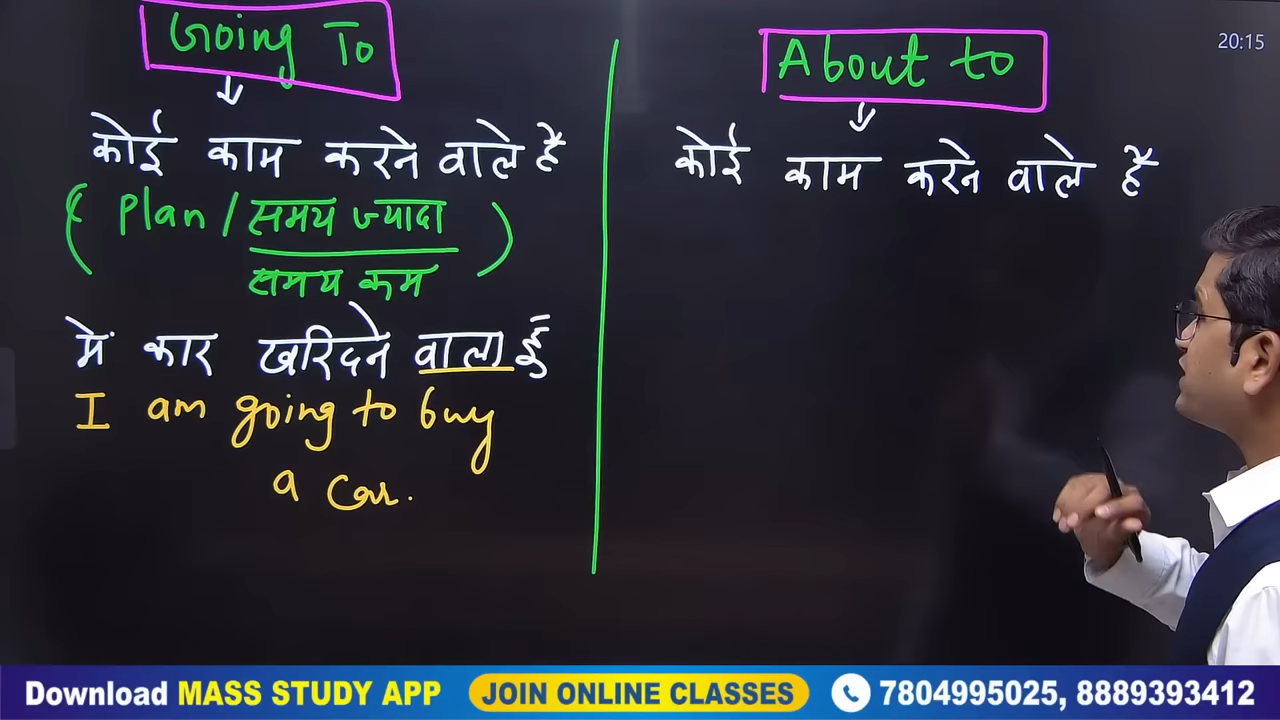 Going To
कोई काम करने वाले है
( Plan / समय ज्यादा
समय कम )
में कार खरिदने वाला हूँ
I am going to buy
a car.
About to
कोई काम करने वाले है
20:15
Download MASS STUDY APP
JOIN ONLINE CLASSES
7804995025, 8889393412